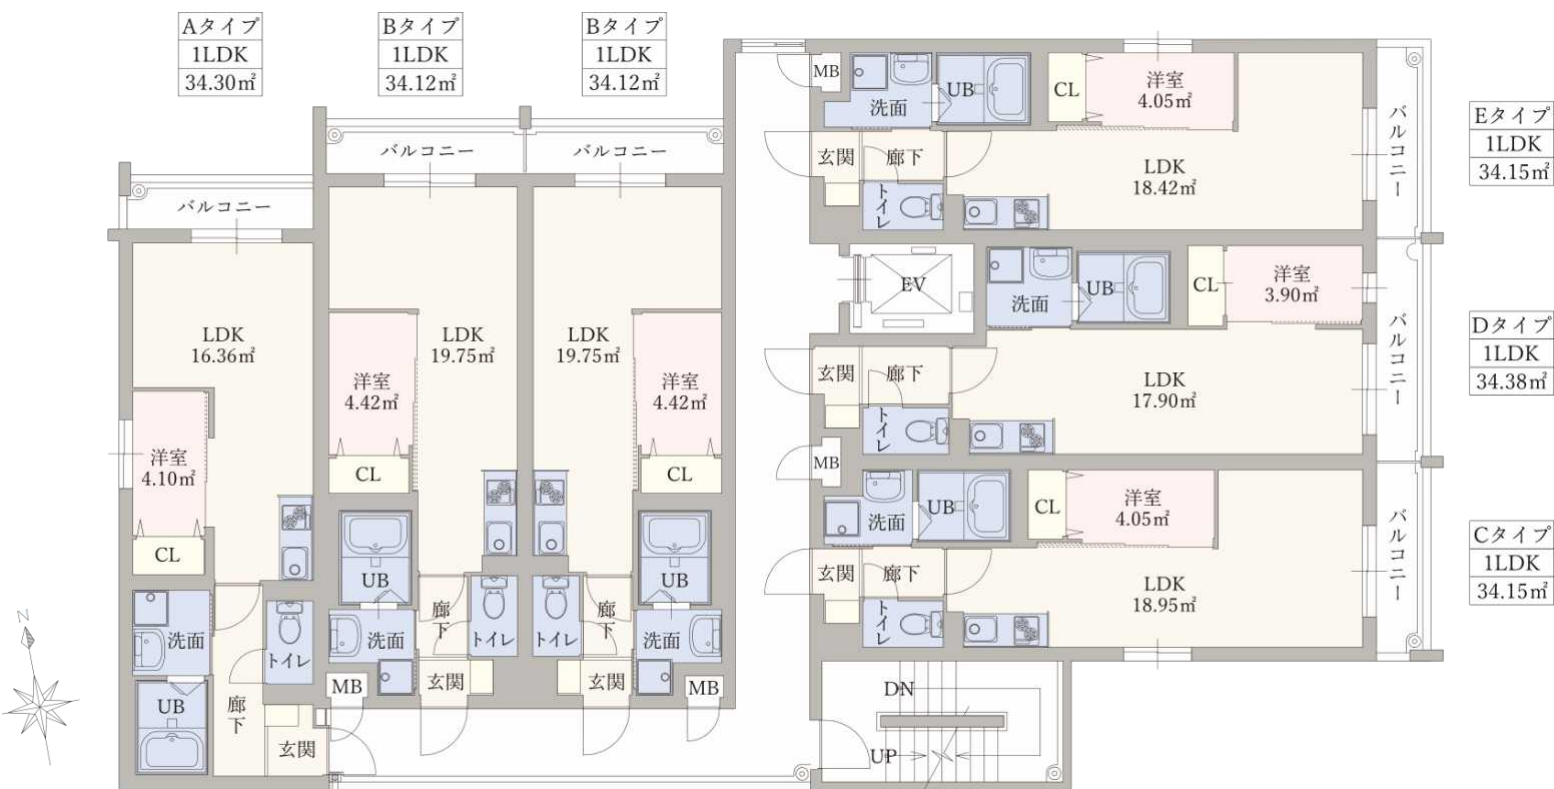 Aタイプ
1LDK
34.30㎡
Bタイプ
1LDK
34.12㎡
Bタイプ
1LDK
34.12㎡
バルコニー
LDK
16.36㎡
洋室
4.10㎡
CL
洗面
トイレ
UB
廊下
玄関
バルコニー
LDK
19.75㎡
洋室
4.42㎡
CL
UB
廊下
洗面
トイレ
玄関
MB
バルコニー
LDK
19.75㎡
洋室
4.42㎡
CL
UB
廊下
トイレ
洗面
玄関
MB
MB
洗面
UB
CL
洋室
4.05㎡
玄関
廊下
トイレ
LDK
18.42㎡
バルコニー
Eタイプ
1LDK
34.15㎡
EV
洗面
UB
CL
洋室
3.90㎡
玄関
廊下
トイレ
LDK
17.90㎡
バルコニー
Dタイプ
1LDK
34.38㎡
MB
洗面
UB
CL
洋室
4.05㎡
玄関
廊下
トイレ
LDK
18.95㎡
バルコニー
Cタイプ
1LDK
34.15㎡
DN
UP
N